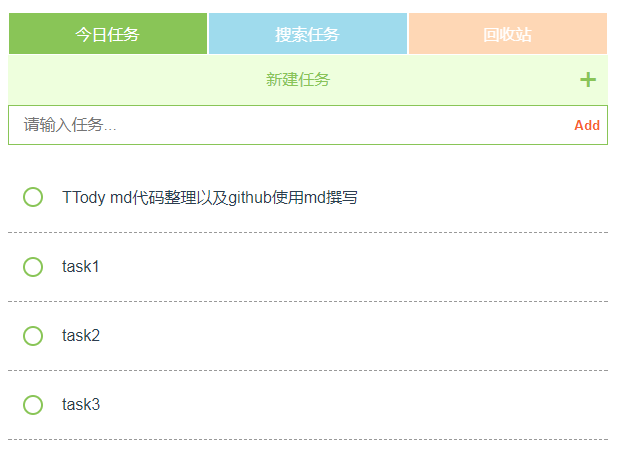 今日任务 搜索任务 回收站
新建任务 +
请输入任务... Add
TTody md代码整理以及github使用md撰写
task1
task2
task3